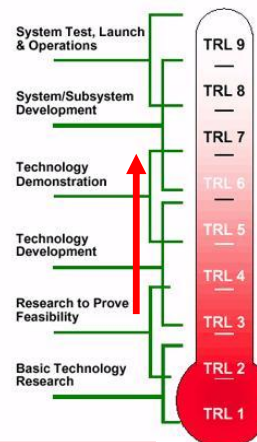 System Test, Launch
& Operations
System/Subsystem
Development
Technology
Demonstration
Technology
Development
Research to Prove
Feasibility
Basic Technology
Research
TRL 9
TRL 8
TRL 7
TRL 6
TRL 5
TRL 4
TRL 3
TRL 2
TRL 1